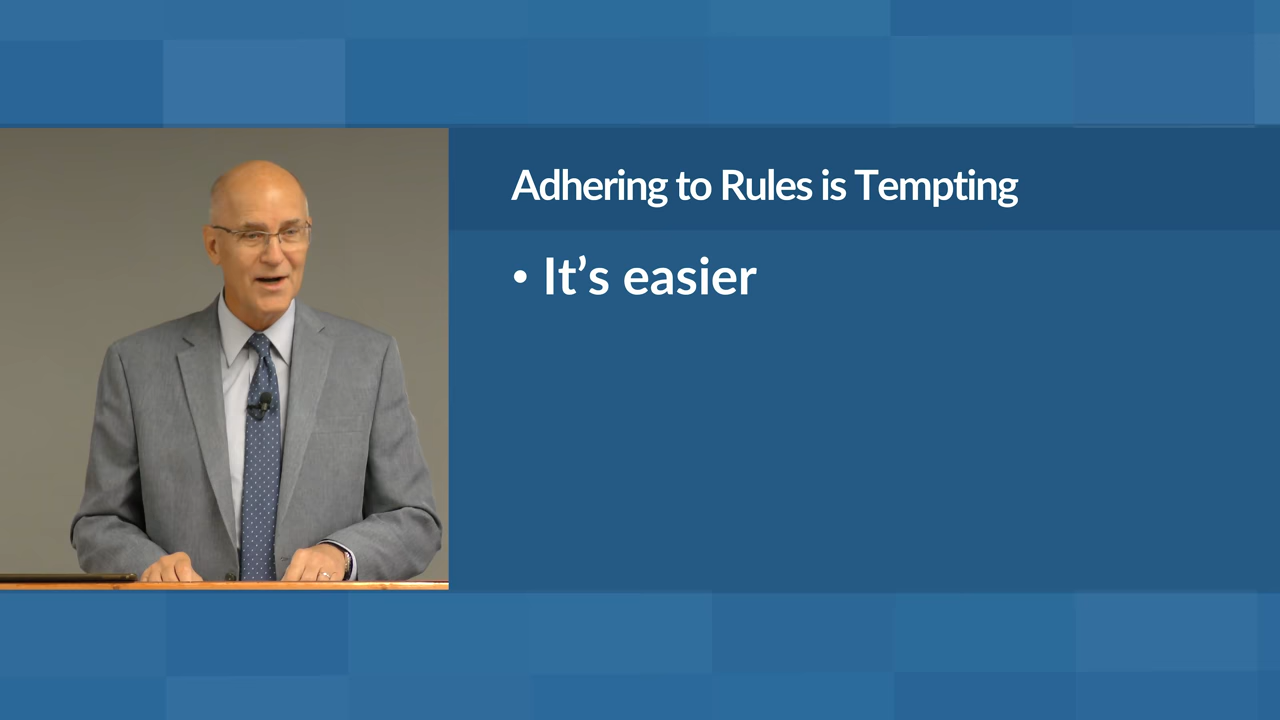 Adhering to Rules is Tempting
• It’s easier